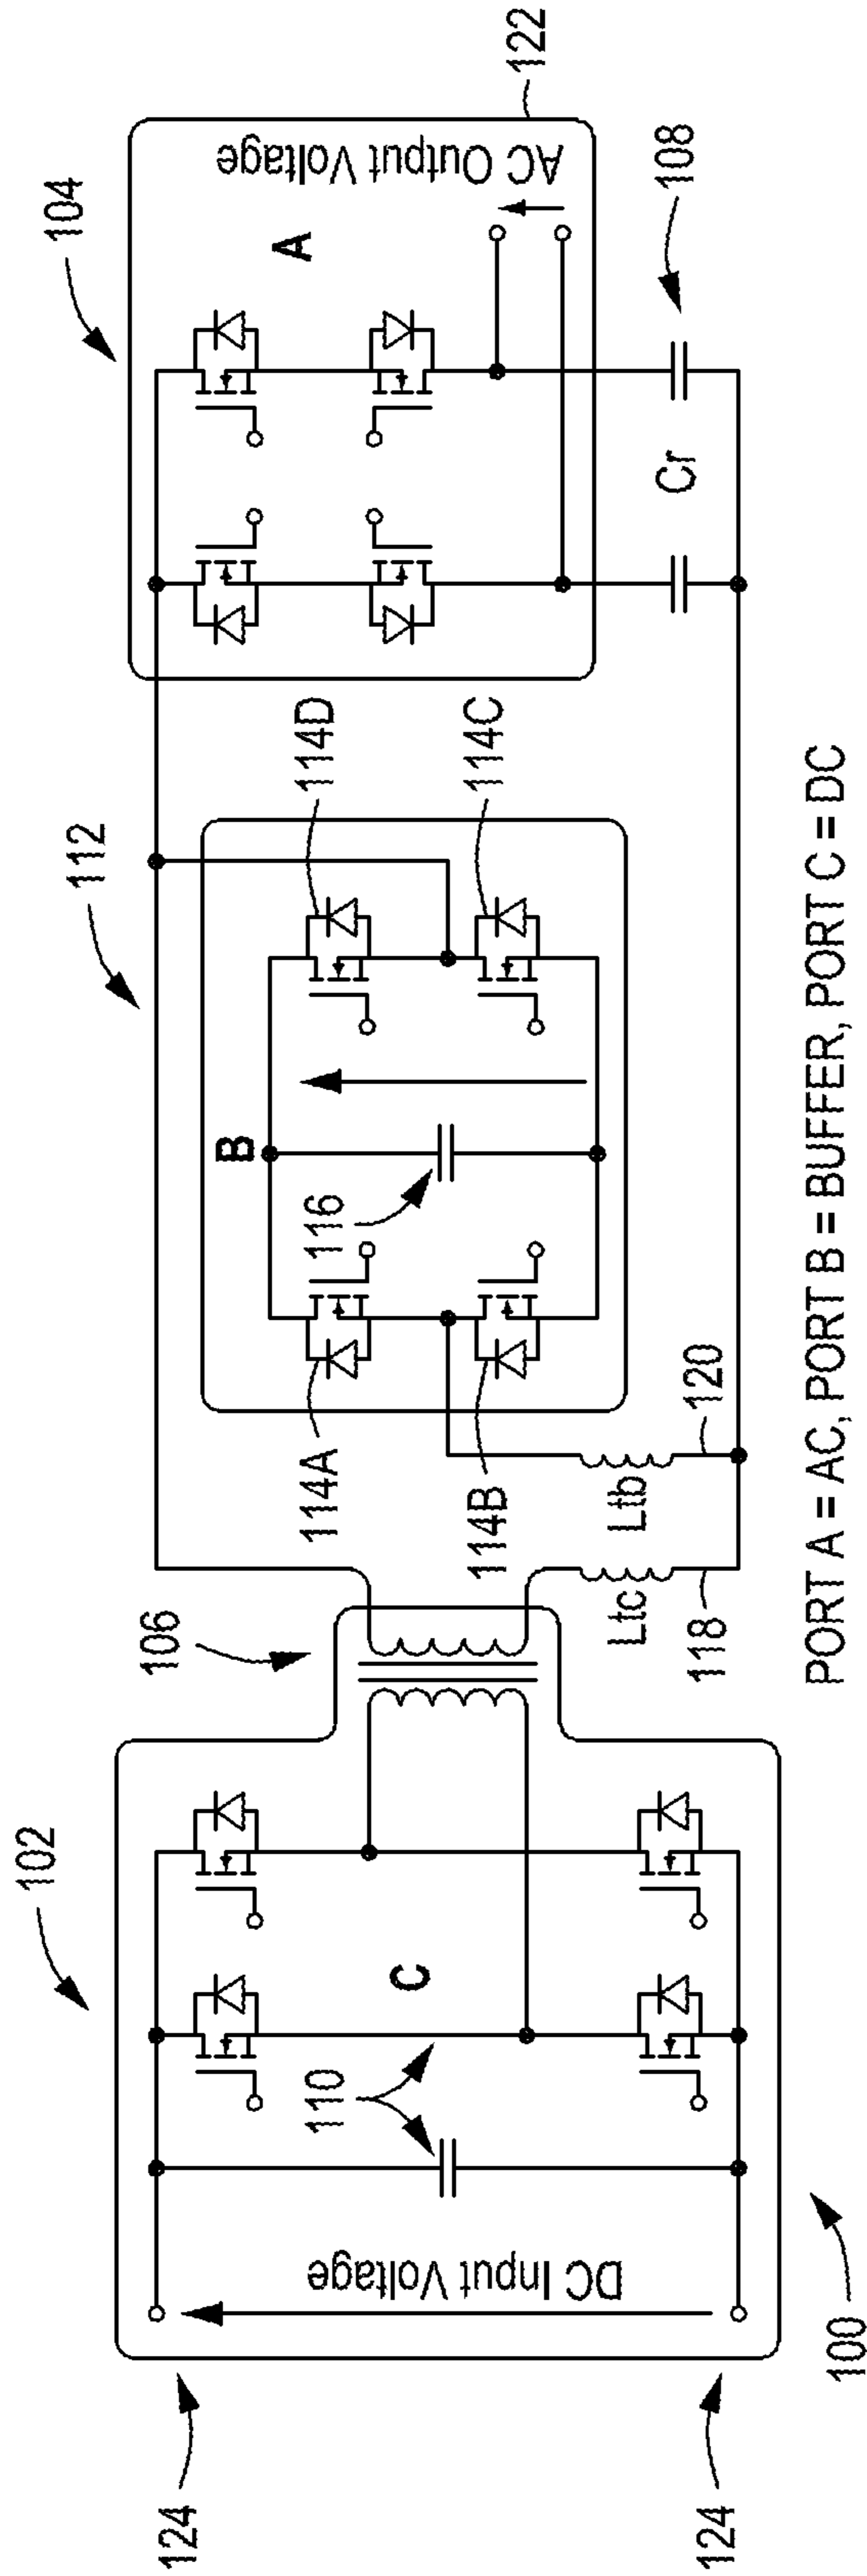 102
106
112
104
124
DC Input Voltage
110
C
B
116
114A
114B
114D
114C
A
AC Output Voltage
122
Ltc
Ltb
118
120
Cr
108
124
100
PORT A = AC, PORT B = BUFFER, PORT C = DC